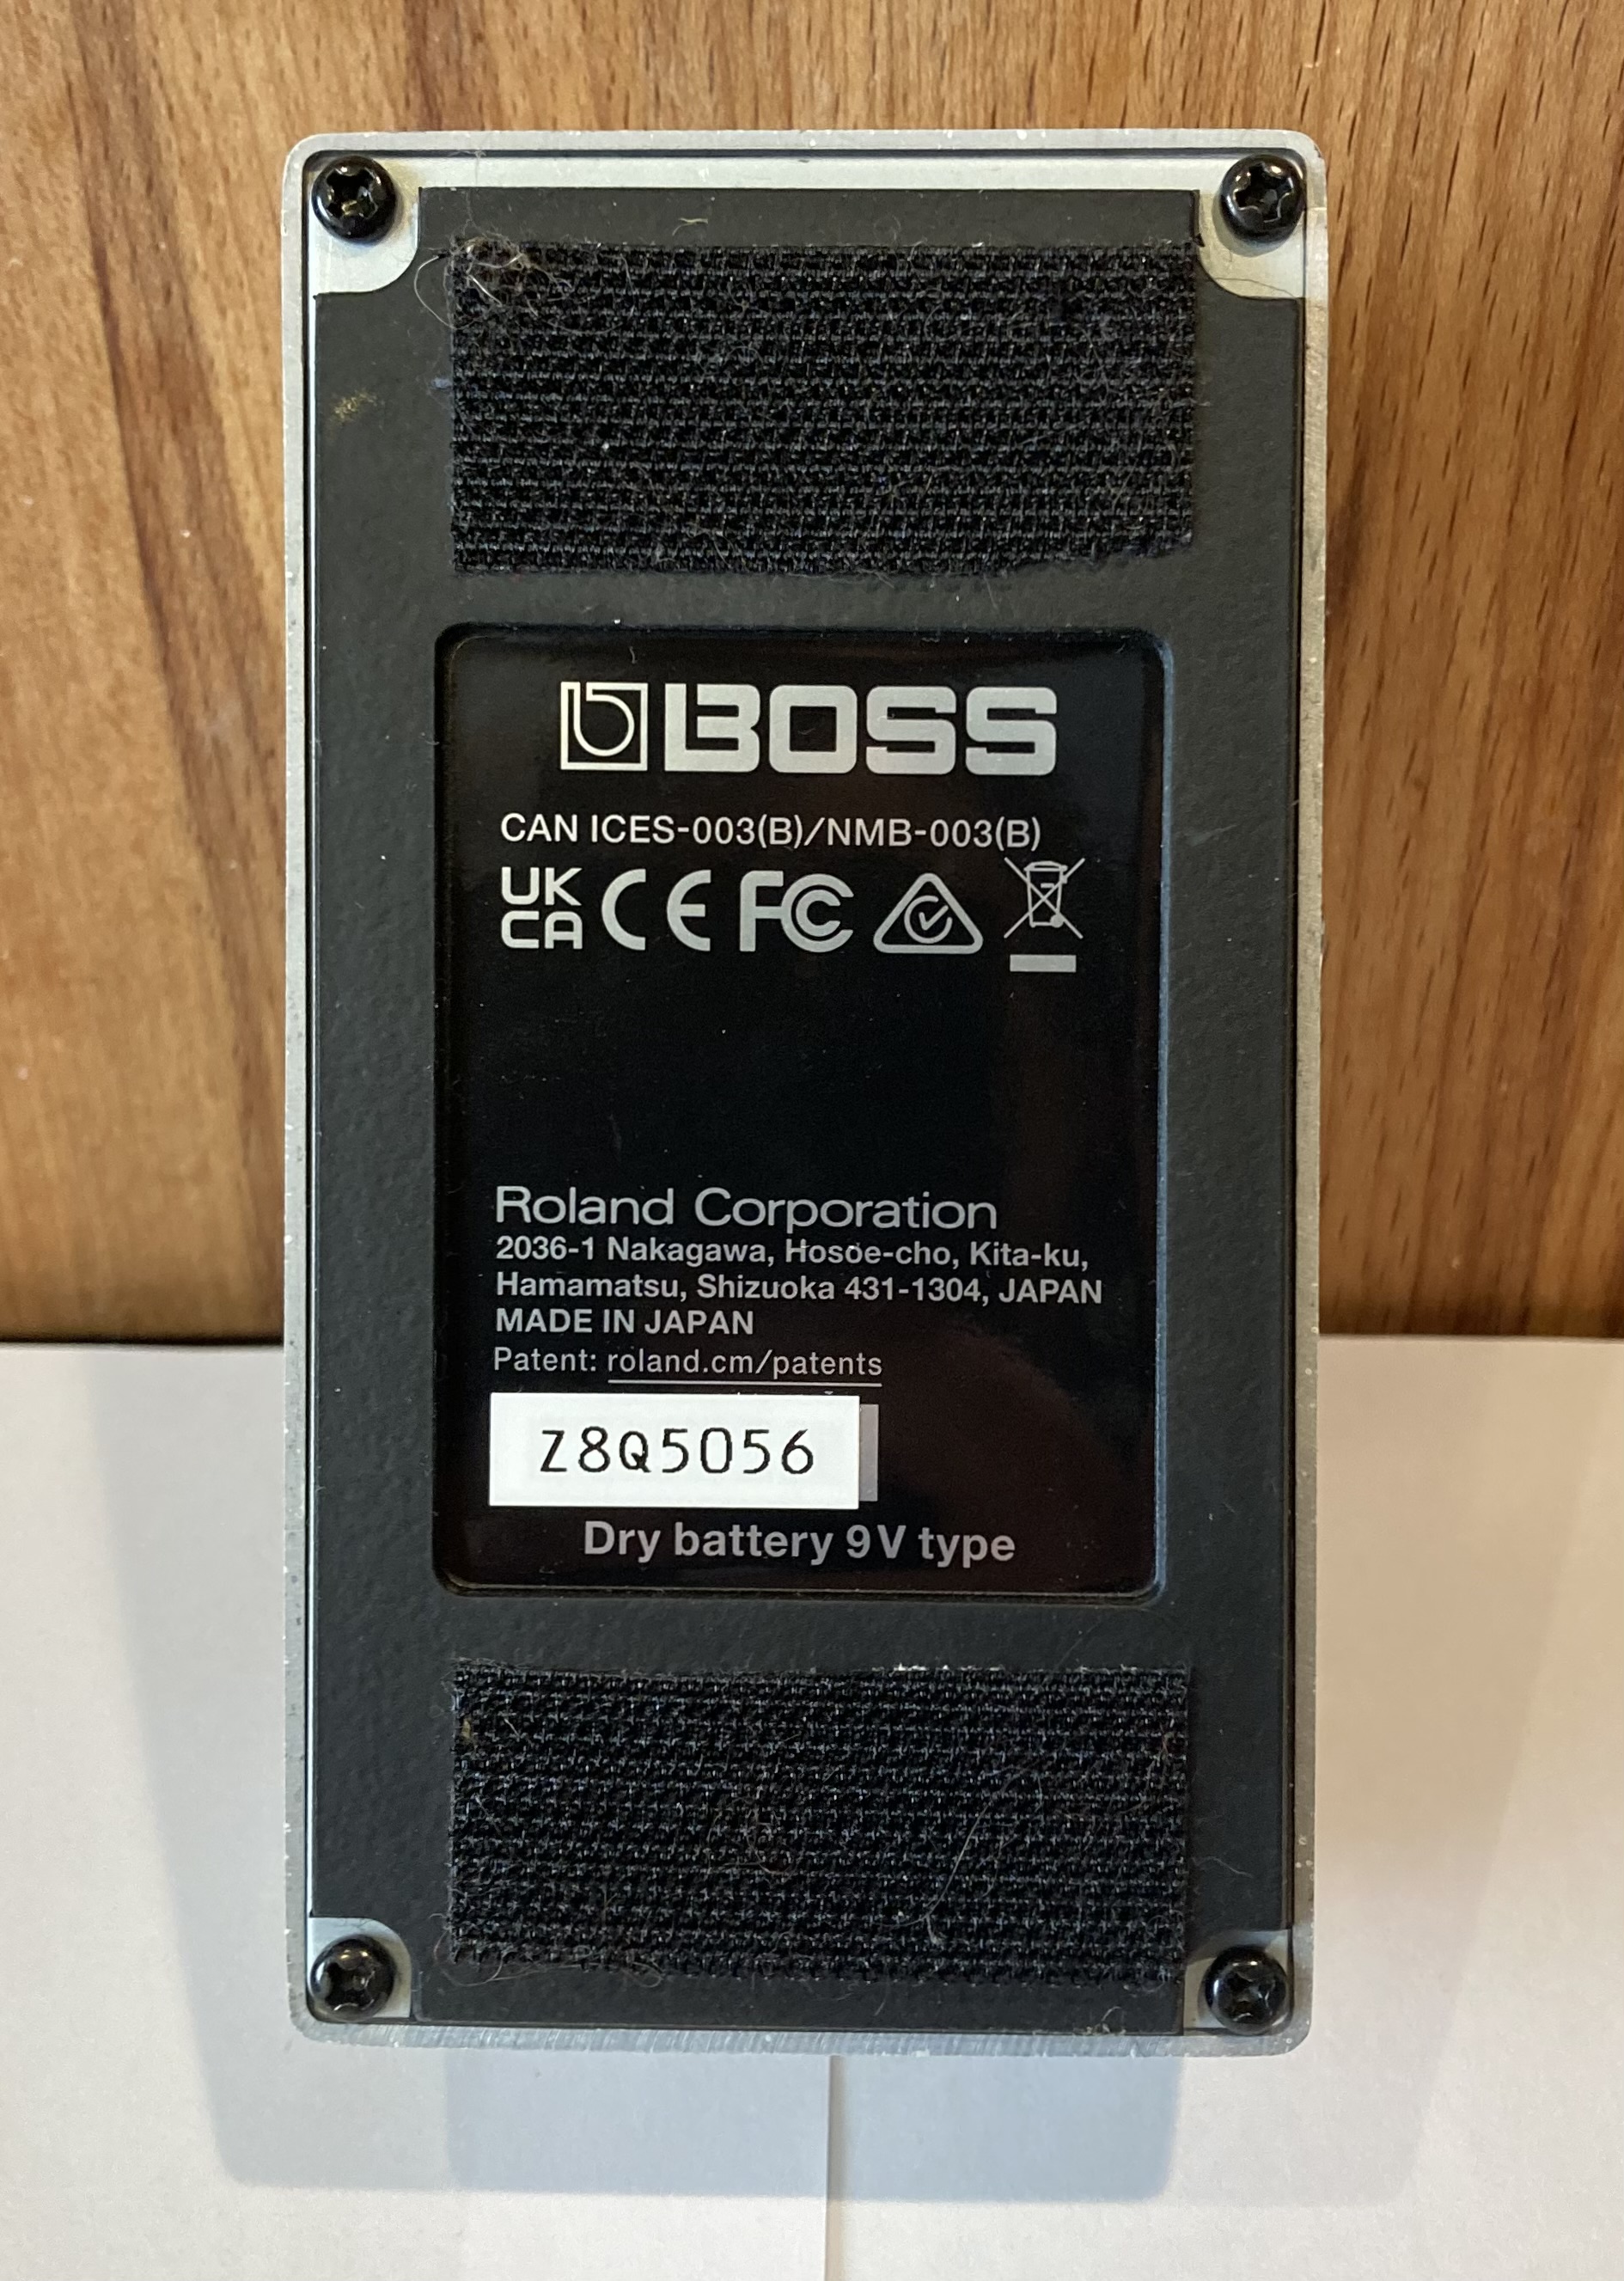 BOSS
CAN ICES-003(B)/NMB-003(B)
UK
CA CE FC
Roland Corporation
2036-1 Nakagawa, Hosoe-cho, Kita-ku,
Hamamatsu, Shizuoka 431-1304, JAPAN
MADE IN JAPAN
Patent: roland.cm/patents
Z8Q5056
Dry battery 9V type